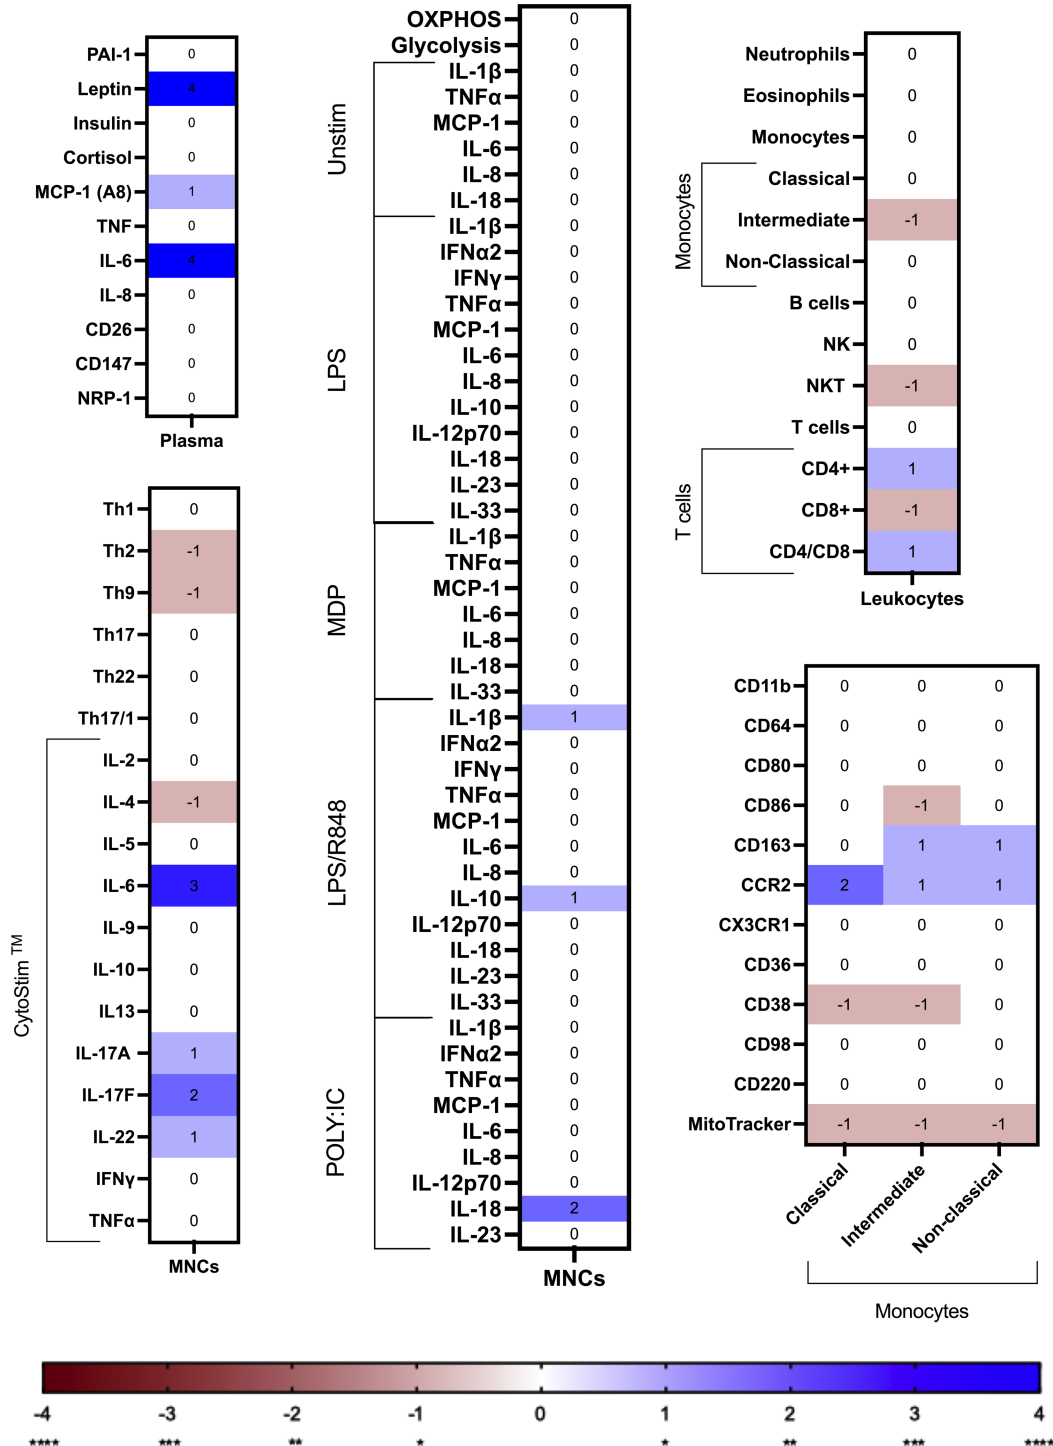 PAI-1 0
Leptin 4
Insulin 0
Cortisol 0
MCP-1 (A8) 1
TNF 0
IL-6 4
IL-8 0
CD26 0
CD147 0
NRP-1 0
Plasma
Th1 0
Th2 -1
Th9 -1
Th17 0
Th22 0
Th17/1 0
CytoStim™
IL-2 0
IL-4 -1
IL-5 0
IL-6 3
IL-9 0
IL-10 0
IL13 0
IL-17A 1
IL-17F 2
IL-22 1
IFNγ 0
TNFα 0
MNCs
OXPHOS 0
Glycolysis 0
Unstim
IL-1β 0
TNFα 0
MCP-1 0
IL-6 0
IL-8 0
IL-18 0
LPS
IL-1β 0
IFNα2 0
IFNγ 0
TNFα 0
MCP-1 0
IL-6 0
IL-8 0
IL-10 0
IL-12p70 0
IL-18 0
IL-23 0
IL-33 0
MDP
IL-1β 0
TNFα 0
MCP-1 0
IL-6 0
IL-8 0
IL-18 0
IL-33 0
LPS/R848
IL-1β 1
IFNα2 0
IFNγ 0
TNFα 0
MCP-1 0
IL-6 0
IL-8 0
IL-10 1
IL-12p70 0
IL-18 0
IL-23 0
IL-33 0
POLY:IC
IL-1β 0
IFNα2 0
TNFα 0
MCP-1 0
IL-6 0
IL-8 0
IL-12p70 0
IL-18 2
IL-23 0
MNCs
Neutrophils 0
Eosinophils 0
Monocytes 0
Monocytes
Classical 0
Intermediate -1
Non-Classical 0
B cells 0
NK 0
NKT -1
T cells 0
T cells
CD4+ 1
CD8+ -1
CD4/CD8 1
Leukocytes
CD11b 0 0 0
CD64 0 0 0
CD80 0 0 0
CD86 0 -1 0
CD163 0 1 1
CCR2 2 1 1
CX3CR1 0 0 0
CD36 0 0 0
CD38 -1 -1 0
CD98 0 0 0
CD220 0 0 0
MitoTracker -1 -1 -1
Classical Intermediate Non-classical
Monocytes
-4 -3 -2 -1 0 1 2 3 4
**** *** ** * * ** *** ****